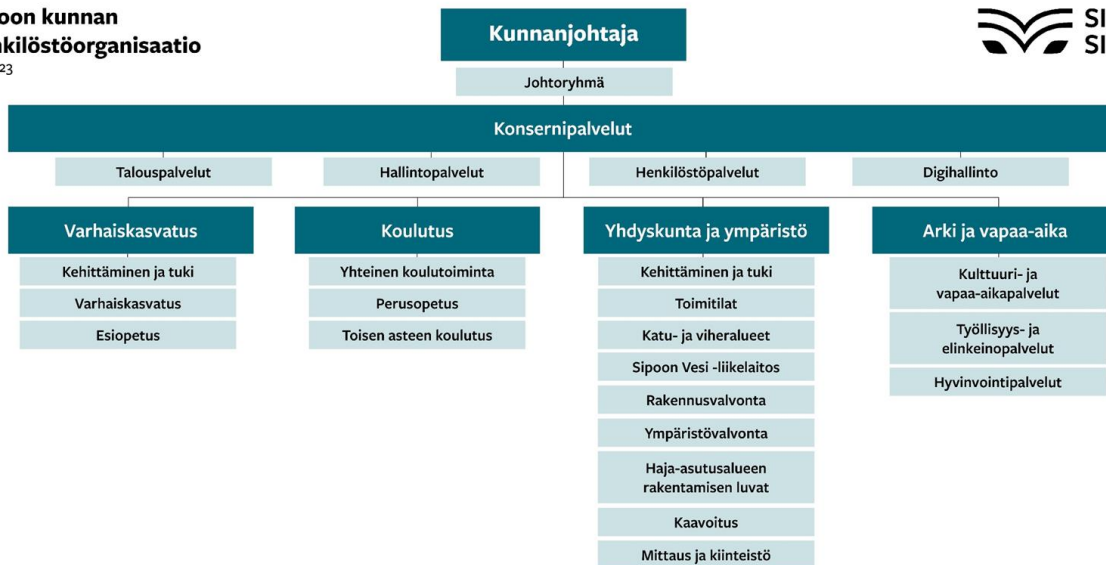 oon kunnan
kilöstöorganisaatio
23
Kunnanjohtaja
SI
SI
Johtoryhmä
Konsernipalvelut
Talouspalvelut
Hallintopalvelut
Henkilöstöpalvelut
Digihallinto
Varhaiskasvatus
Kehittäminen ja tuki
Varhaiskasvatus
Esiopetus
Koulutus
Yhteinen koulutoiminta
Perusopetus
Toisen asteen koulutus
Yhdyskunta ja ympäristö
Kehittäminen ja tuki
Toimitilat
Katu- ja viheralueet
Sipoon Vesi -liikelaitos
Rakennusvalvonta
Ympäristövalvonta
Haja-asutusalueen
rakentamisen luvat
Kaavoitus
Mittaus ja kiinteistö
Arki ja vapaa-aika
Kulttuuri- ja
vapaa-aikapalvelut
Työllisyys- ja
elinkeinopalvelut
Hyvinvointipalvelut